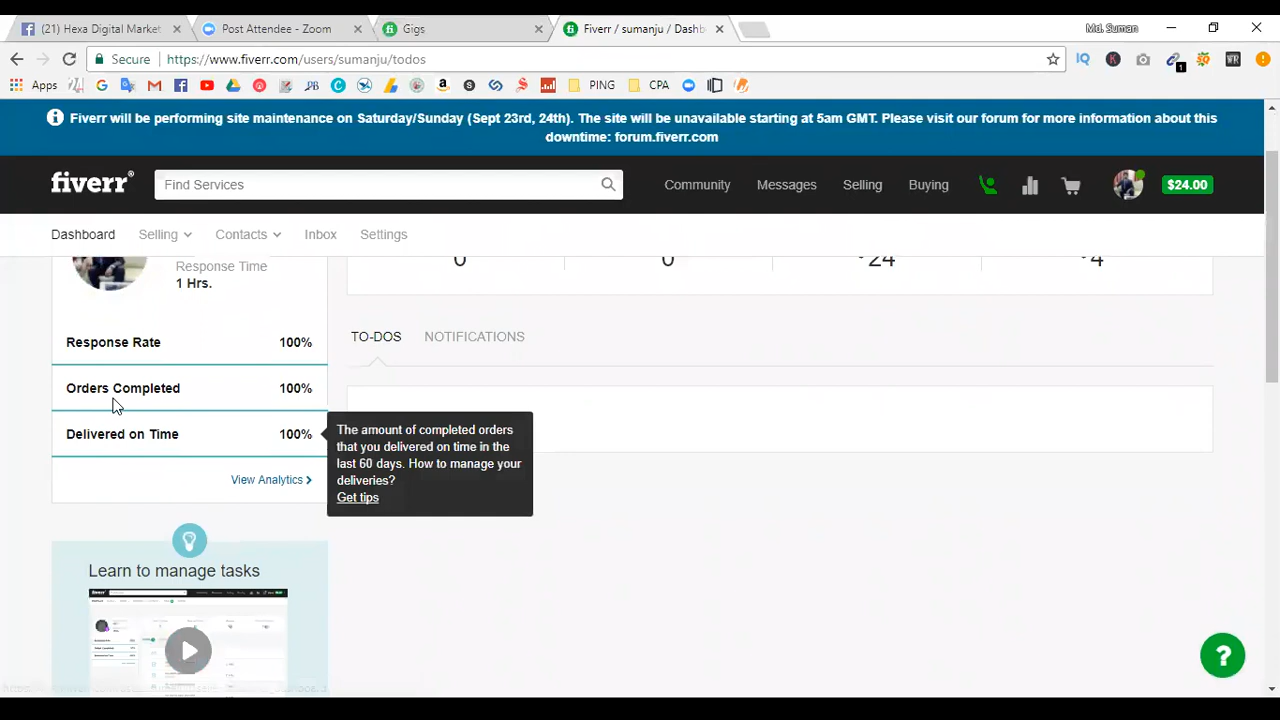 (21) Hexa Digital Market
Post Attendee - Zoom
Gigs
Fiverr / sumanju / Dashb
Md. Suman
Secure
https://www.fiverr.com/users/sumanju/todos
1
Apps
PING
CPA
Fiverr will be performing site maintenance on Saturday/Sunday (Sept 23rd, 24th). The site will be unavailable starting at 5am GMT. Please visit our forum for more information about this
downtime: forum.fiverr.com
fiverr®
Find Services
Community
Messages
Selling
Buying
$24.00
Dashboard
Selling
Contacts
Inbox
Settings
Response Time
1 Hrs.
0
0
24
4
Response Rate 100%
Orders Completed 100%
Delivered on Time 100%
View Analytics
TO-DOS
NOTIFICATIONS
The amount of completed orders
that you delivered on time in the
last 60 days. How to manage your
deliveries?
Get tips
Learn to manage tasks
fiverr
?